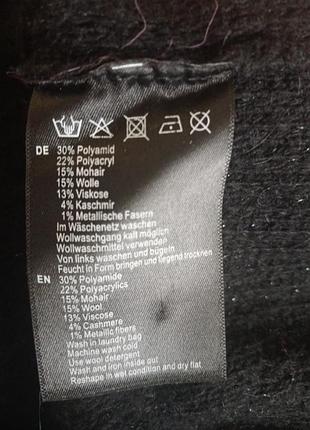 DE 30% Polyamid
22% Polyacryl
15% Mohair
15% Wolle
13% Viskose
4% Kaschmir
1% Metallische Fasern
Im Wäschenetz waschen
Wollwaschgang kalt möglich
Wollwaschmittel verwenden
Von links waschen und bügeln
Feucht in Form bringen und liegend trocknen
EN 30% Polyamide
22% Polyacrylics
15% Mohair
15% Wool
13% Viscose
4% Cashmere
1% Metallic fibers
Wash in laundry bag
Machine wash cold
Use wool detergent
Wash and iron inside out
Reshape in wet condition and dry flat